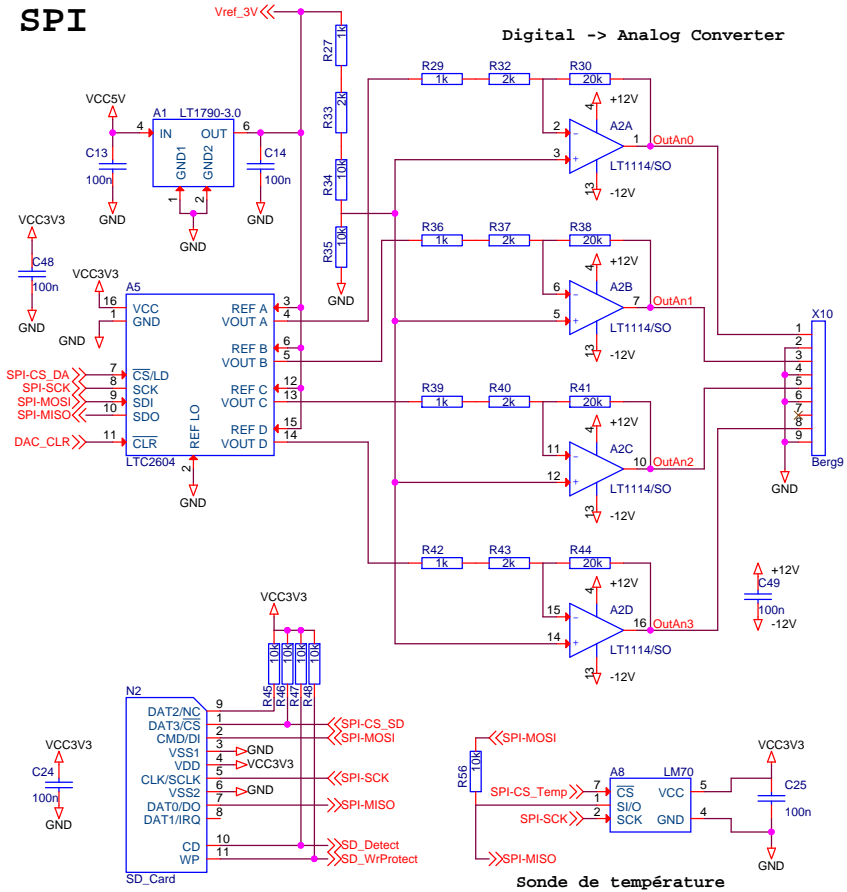 SPI
Vref_3V
Digital -> Analog Converter
R27
1k
R33
2k
R34
10k
R35
10k
GND
VCC5V
A1 LT1790-3.0
4 IN OUT 6
GND1 GND2
1 2
GND
C13
100n
GND
C14
100n
GND
VCC3V3
C48
100n
GND
VCC3V3
GND
A5
16 VCC
1 GND
7 CS/LD
8 SCK
9 SDI
10 SDO
11 CLR
REF A 3
VOUT A 4
REF B 6
VOUT B 5
REF C 12
VOUT C 13
REF D 15
VOUT D 14
REF LO
2
GND
LTC2604
SPI-CS_DA
SPI-SCK
SPI-MOSI
SPI-MISO
DAC_CLR
R29 R32 R30
1k 2k 20k
+12V
4
A2A
2
3
1 OutAn0
LT1114/SO
13
-12V
R36 R37 R38
1k 2k 20k
+12V
4
A2B
6
5
7 OutAn1
LT1114/SO
13
-12V
R39 R40 R41
1k 2k 20k
+12V
4
A2C
11
12
10 OutAn2
LT1114/SO
13
-12V
R42 R43 R44
1k 2k 20k
+12V
4
A2D
15
14
16 OutAn3
LT1114/SO
13
-12V
X10
1
2
3
4
5
6
7
8
9
Berg9
GND
+12V
C49
100n
-12V
VCC3V3
10k 10k 10k 10k
R45 R46 R47 R48
N2
DAT2/NC 9
DAT3/CS 1 SPI-CS_SD
CMD/DI 2 SPI-MOSI
VSS1 3 GND
VDD 4 VCC3V3
CLK/SCLK 5 SPI-SCK
VSS2 6 GND
DAT0/DO 7 SPI-MISO
DAT1/IRQ 8
CD 10 SD_Detect
WP 11 SD_WrProtect
SD_Card
VCC3V3
C24
100n
GND
SPI-MOSI
R56
10k
SPI-MISO
SPI-CS_Temp
SPI-SCK
A8 LM70
7 CS VCC 5
1 SI/O
2 SCK GND 4
VCC3V3
C25
100n
GND
Sonde de température